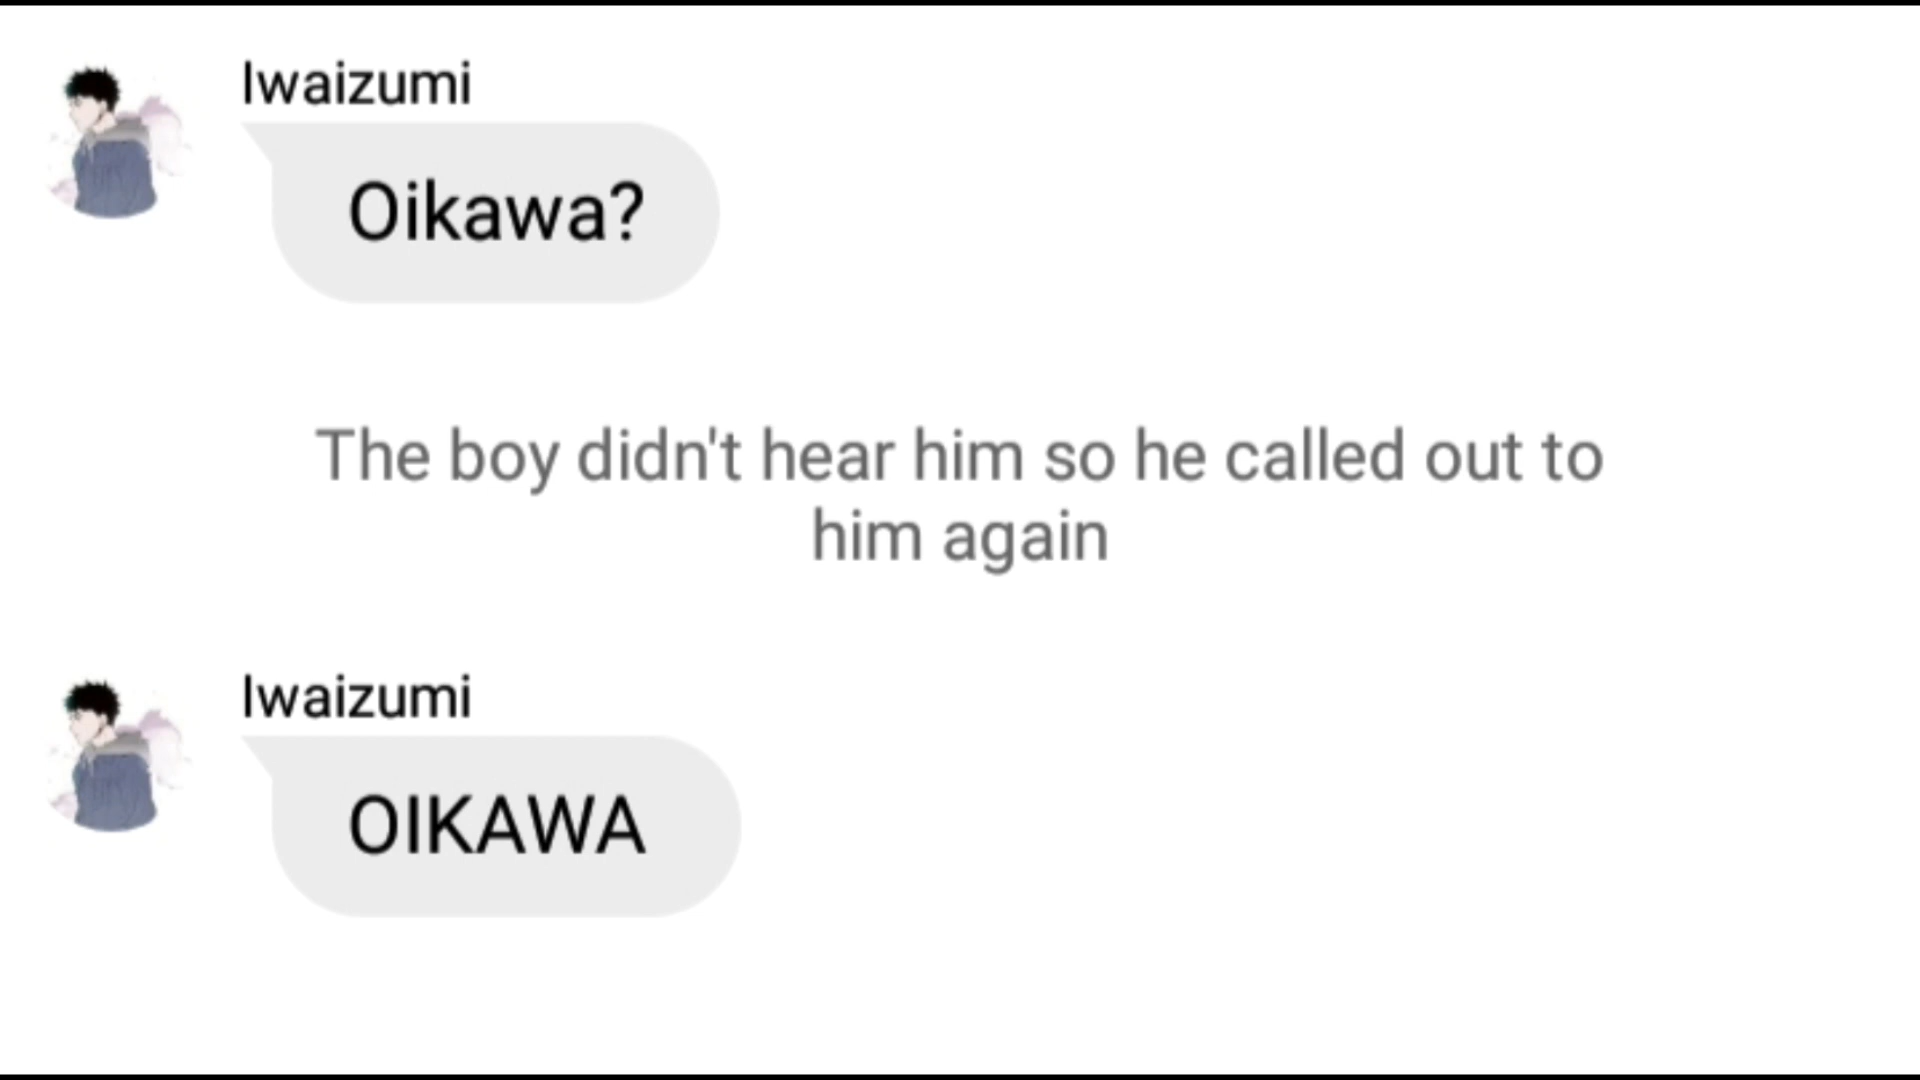 Iwaizumi
Oikawa?
The boy didn't hear him so he called out to
him again
Iwaizumi
OIKAWA